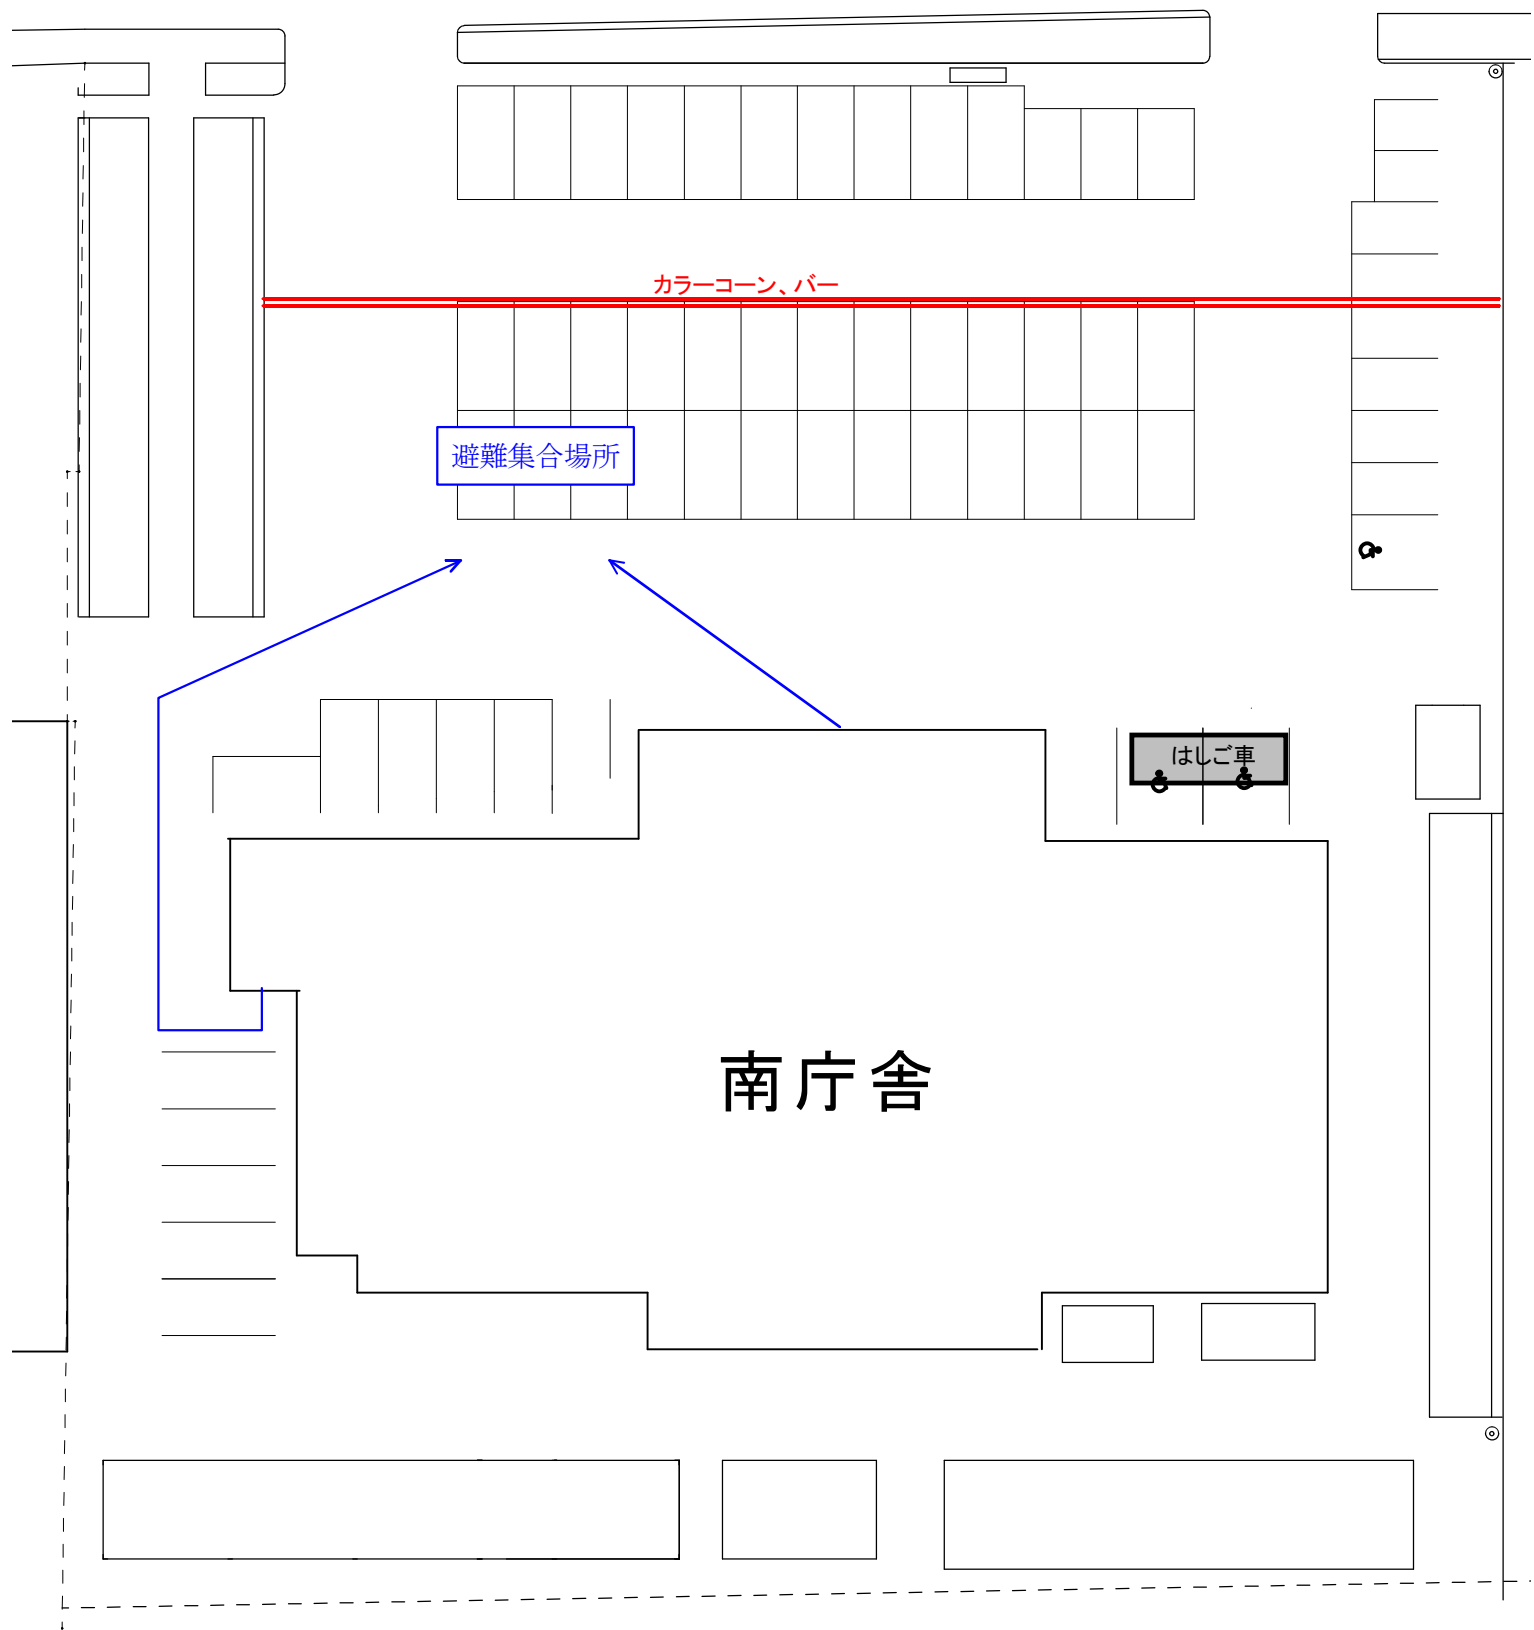 カラーコーン、バー
避難集合場所
はしご車
南庁舎